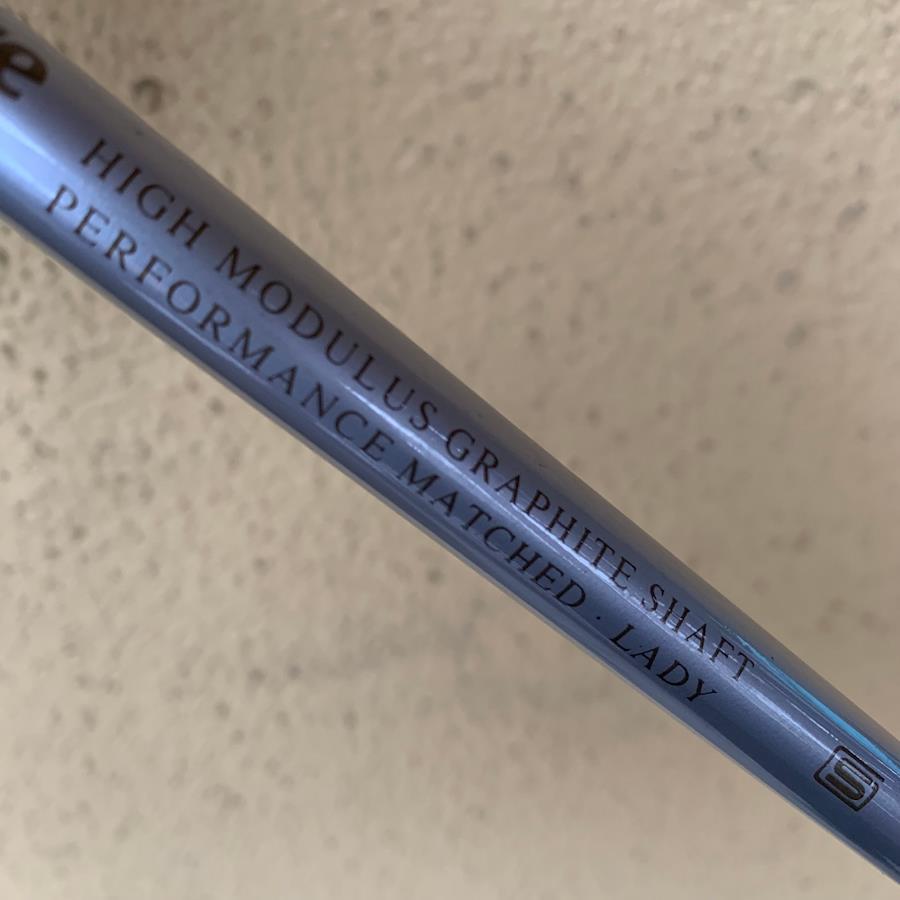 e
HIGH MODULUS GRAPHITE SHAFT
PERFORMANCE MATCHED · LADY
S